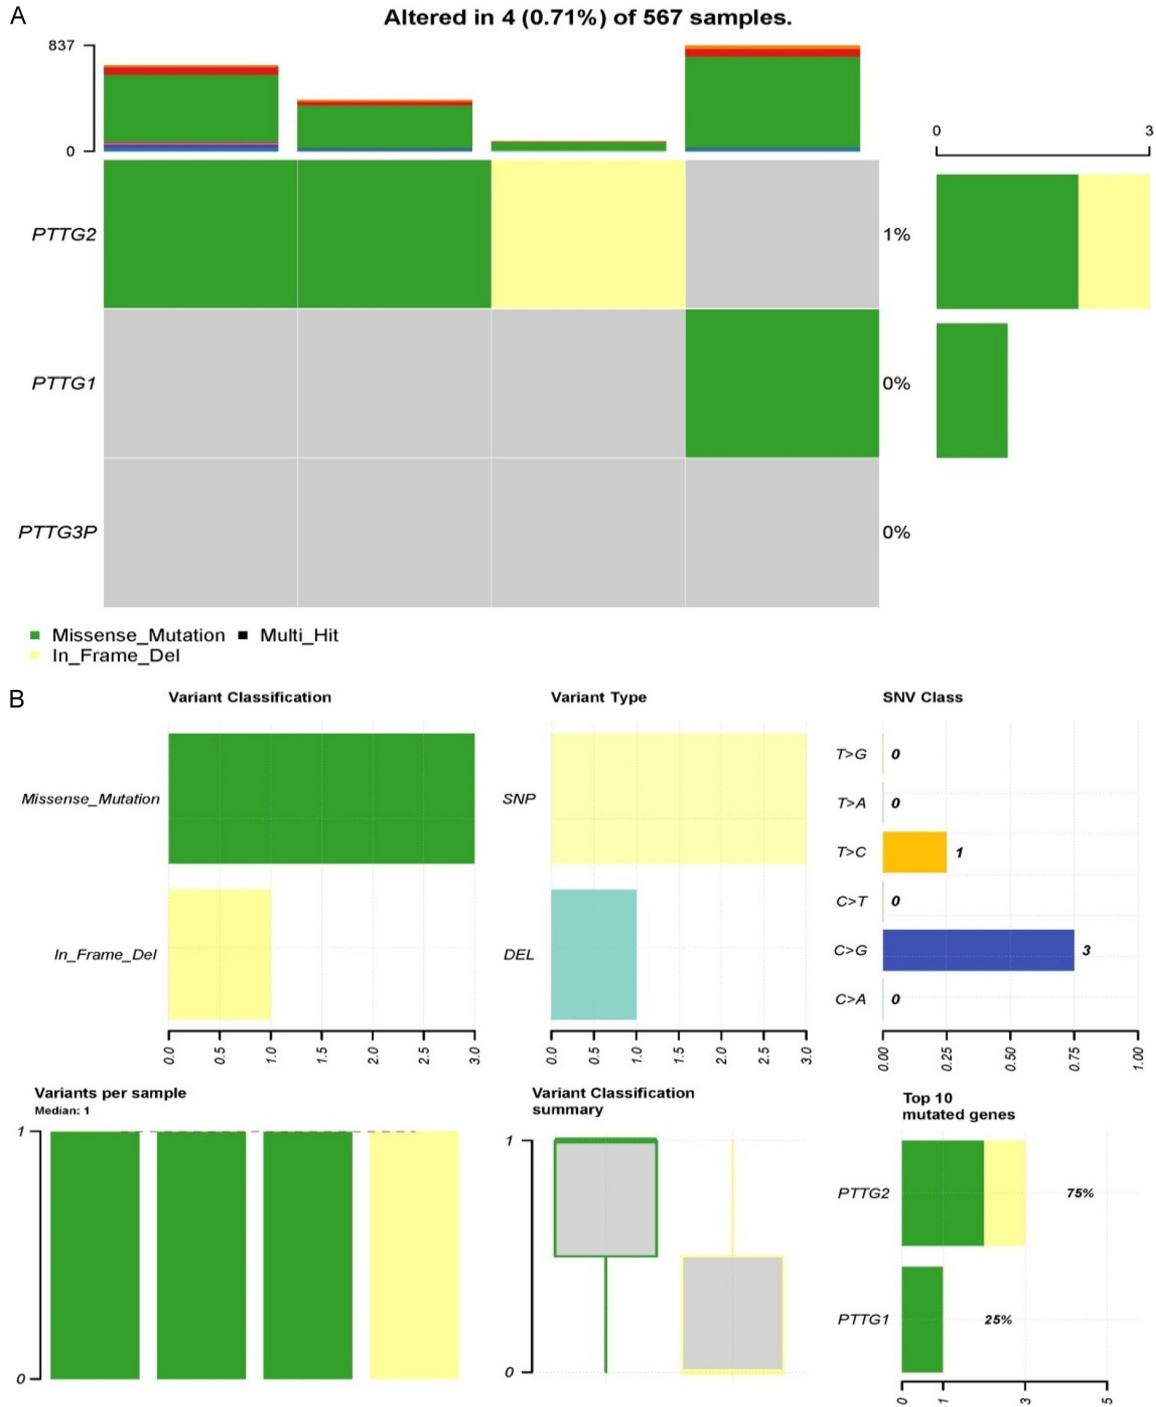 A
Altered in 4 (0.71%) of 567 samples.
837
0
0
3
PTTG2
1%
PTTG1
0%
PTTG3P
0%
Missense_Mutation
Multi_Hit
In_Frame_Del
B
Variant Classification
Missense_Mutation
In_Frame_Del
0.0
0.5
1.0
1.5
2.0
2.5
3.0
Variant Type
SNP
DEL
0.0
0.5
1.0
1.5
2.0
2.5
3.0
SNV Class
T>G
0
T>A
0
T>C
1
C>T
0
C>G
3
C>A
0
0.00
0.25
0.50
0.75
1.00
Variants per sample
Median: 1
1
0
Variant Classification
summary
1
0
Top 10
mutated genes
PTTG2
75%
PTTG1
25%
0
1
3
5